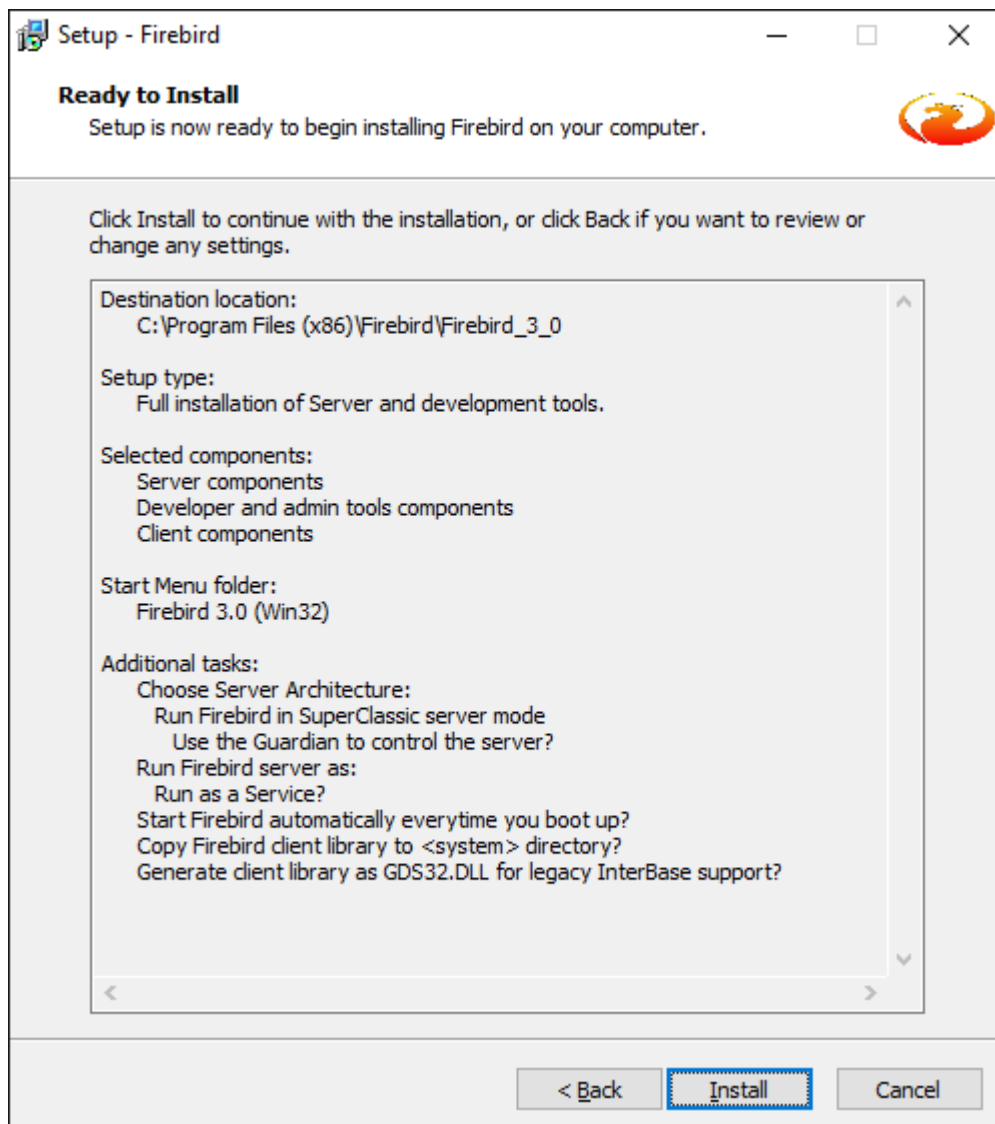 Setup - Firebird
Ready to Install
Setup is now ready to begin installing Firebird on your computer.
Click Install to continue with the installation, or click Back if you want to review or
change any settings.
Destination location:
C:\Program Files (x86)\Firebird\Firebird_3_0
Setup type:
Full installation of Server and development tools.
Selected components:
Server components
Developer and admin tools components
Client components
Start Menu folder:
Firebird 3.0 (Win32)
Additional tasks:
Choose Server Architecture:
Run Firebird in SuperClassic server mode
Use the Guardian to control the server?
Run Firebird server as:
Run as a Service?
Start Firebird automatically everytime you boot up?
Copy Firebird client library to <system> directory?
Generate client library as GDS32.DLL for legacy InterBase support?
< Back Install Cancel